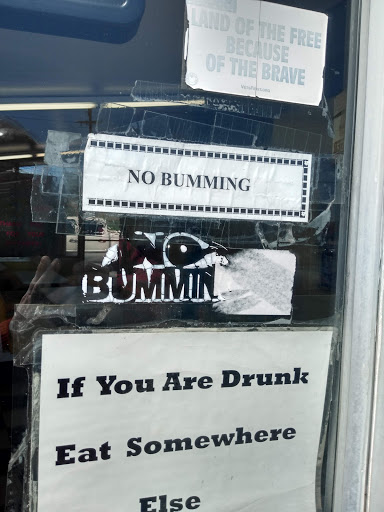 LAND OF THE FREE
BECAUSE
OF THE BRAVE
NO BUMMING
NO
BUMMIN
If You Are Drunk
Eat Somewhere
Else